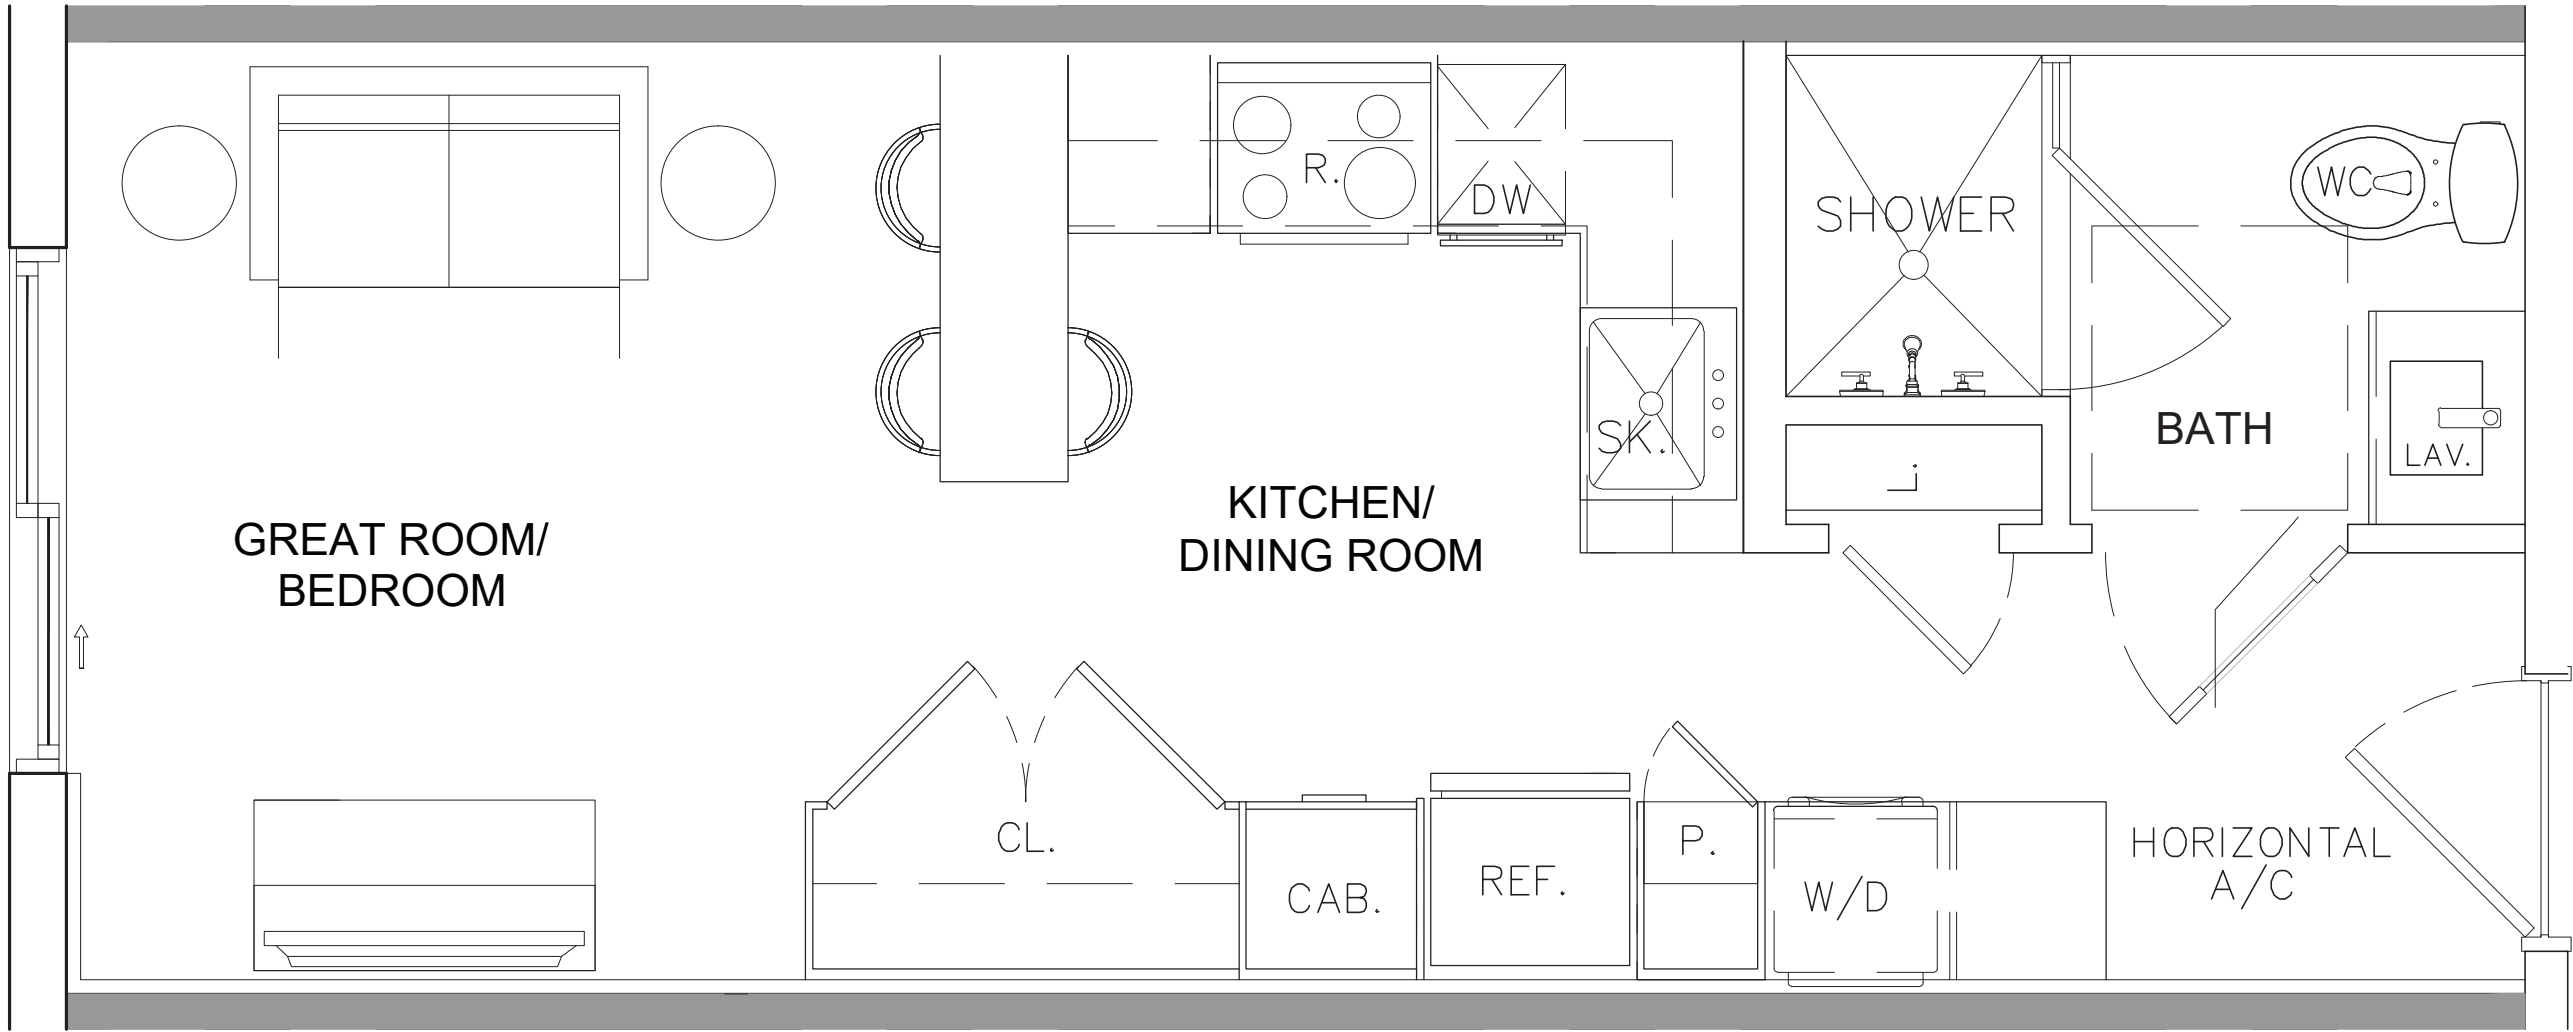 R.
DW
WC
SHOWER
SK.
BATH
LAV.
L.
KITCHEN/
DINING ROOM
GREAT ROOM/
BEDROOM
CL.
CAB.
REF.
P.
W/D
HORIZONTAL
A/C